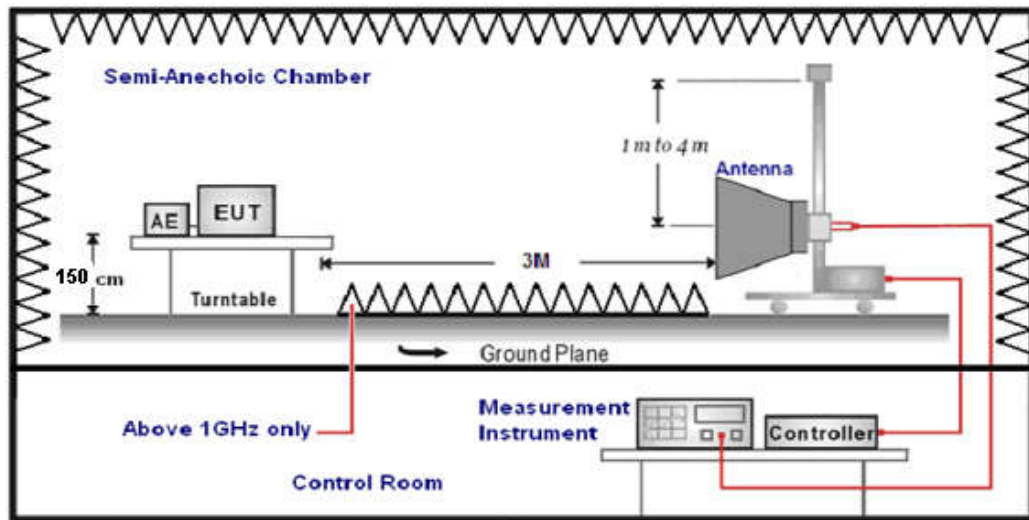 Semi-Anechoic Chamber
1 m to 4 m
Antenna
AE
EUT
150 cm
3M
Turntable
Ground Plane
Above 1GHz only
Measurement
Instrument
Controller
Control Room